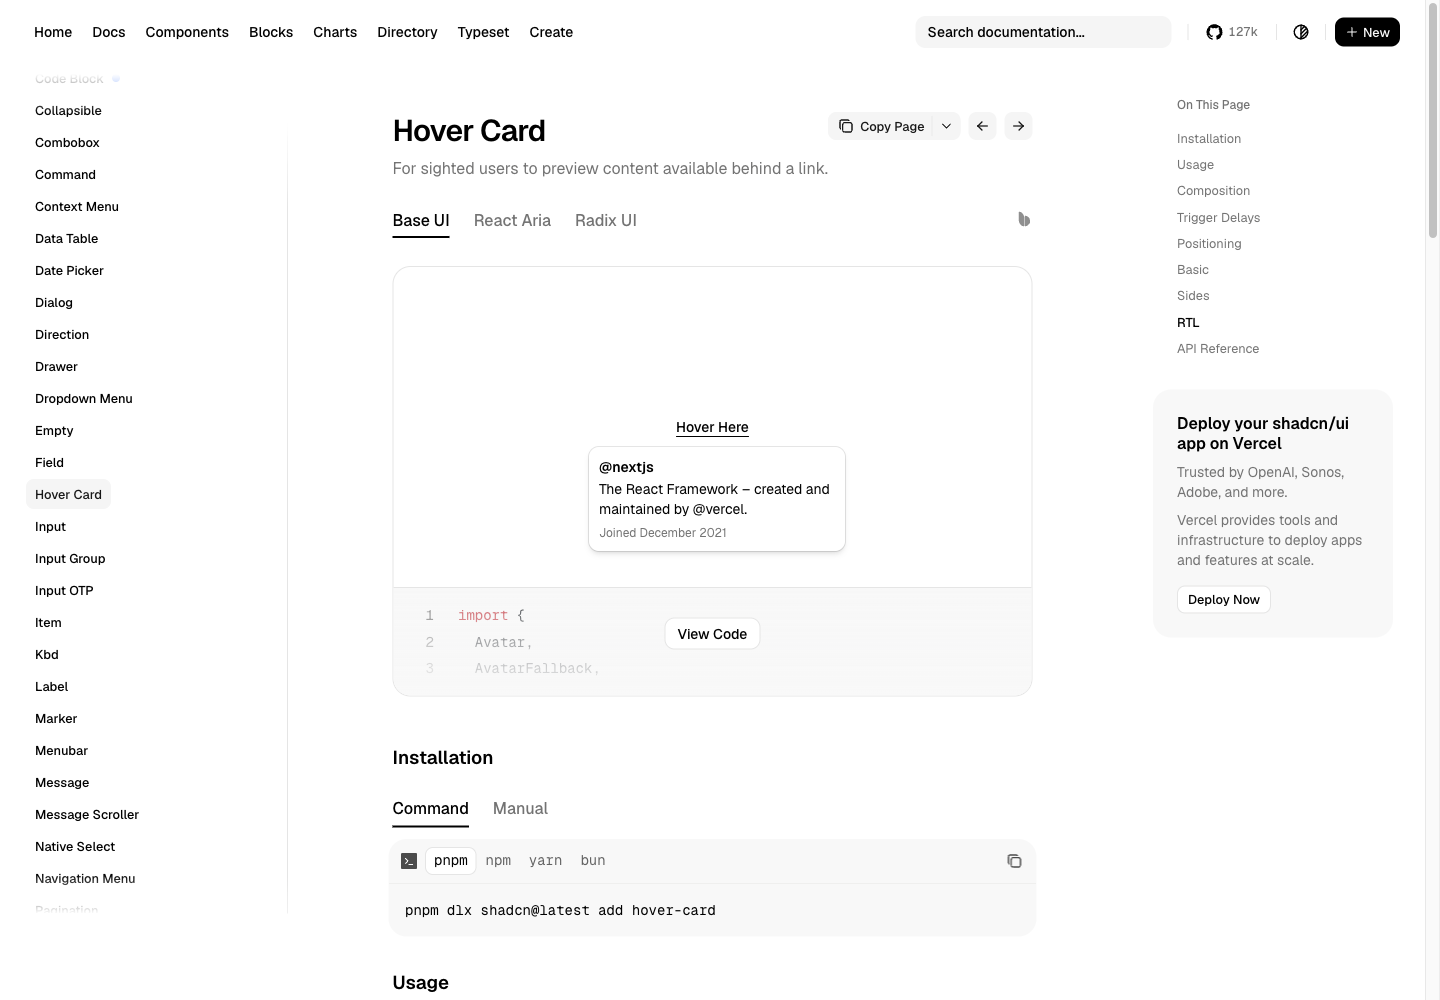 Home Docs Components Blocks Charts Directory Typeset Create
Search documentation...
127k
New
Code Block
Collapsible
Combobox
Command
Context Menu
Data Table
Date Picker
Dialog
Direction
Drawer
Dropdown Menu
Empty
Field
Hover Card
Input
Input Group
Input OTP
Item
Kbd
Label
Marker
Menubar
Message
Message Scroller
Native Select
Navigation Menu
Pagination
Hover Card
Copy Page
For sighted users to preview content available behind a link.
Base UI React Aria Radix UI
Hover Here
@nextjs
The React Framework – created and
maintained by @vercel.
Joined December 2021
1 import {
2 Avatar,
3 AvatarFallback,
View Code
Installation
Command Manual
pnpm npm yarn bun
pnpm dlx shadcn@latest add hover-card
Usage
On This Page
Installation
Usage
Composition
Trigger Delays
Positioning
Basic
Sides
RTL
API Reference
Deploy your shadcn/ui
app on Vercel
Trusted by OpenAI, Sonos,
Adobe, and more.
Vercel provides tools and
infrastructure to deploy apps
and features at scale.
Deploy Now